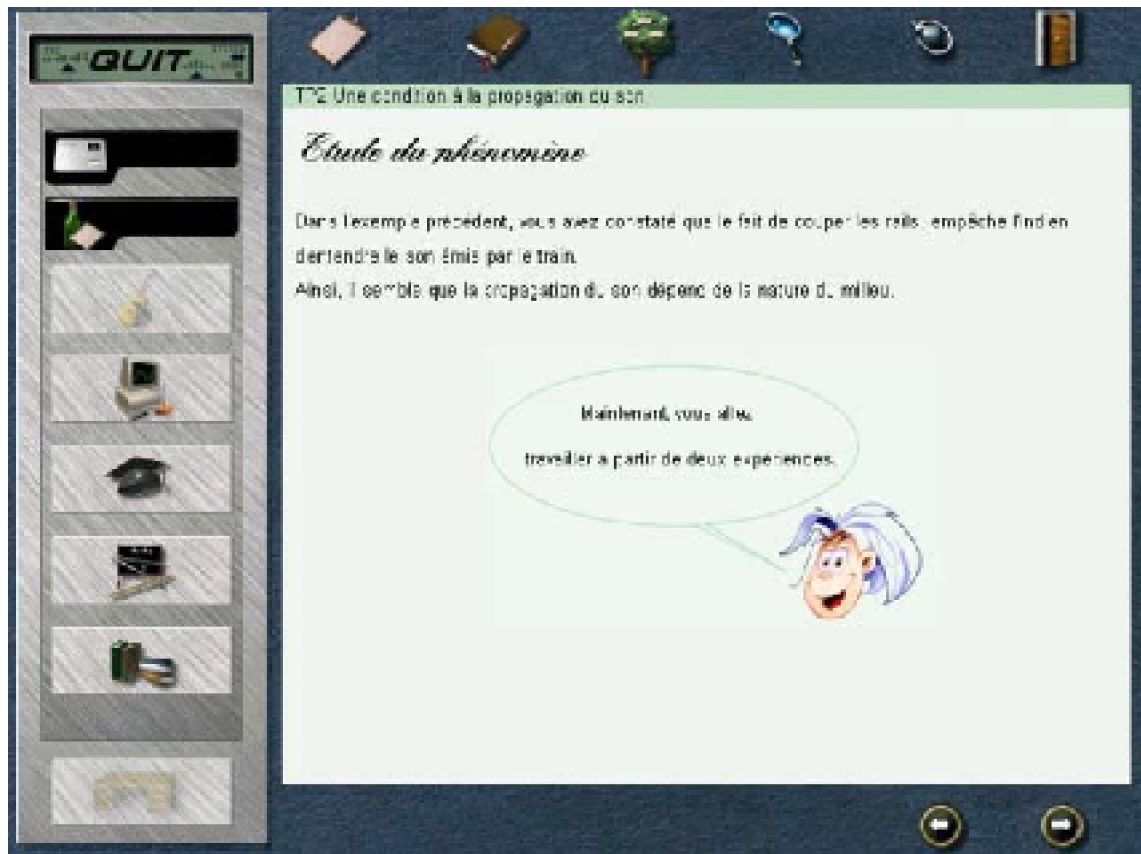 QUIT
TP2 Une condition à la propagation du son
Etude du phénomène
Dans l'exemple précédent, vous avez constaté que le fait de couper les rails empêche l'indien
d'entendre le son émis par le train.
Ainsi, il semble que la propagation du son dépend de la nature du milieu.
Maintenant, vous allez
travailler à partir de deux expériences.